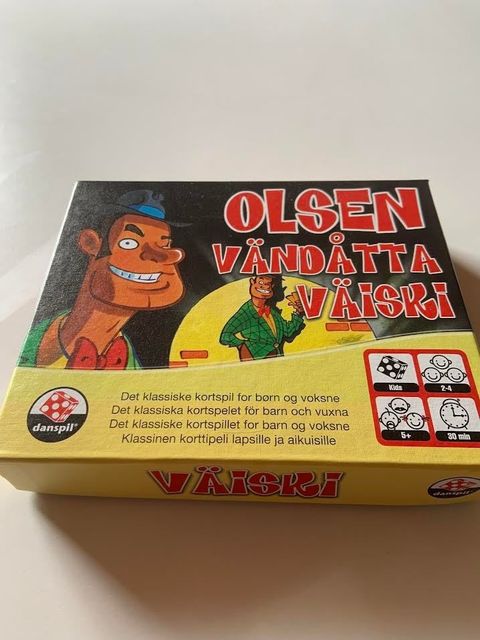 OLSEN
VÄNDÅTTA
VÄISKI
Det klassiske kortspil for børn og voksne
Det klassiska kortspelet för barn och vuxna
Det klassiske kortspillet for barn og voksne
Klassinen korttipeli lapsille ja aikuisille
danspil®
Kids
2-4
5+
30 min
VÄISKI
danspil®